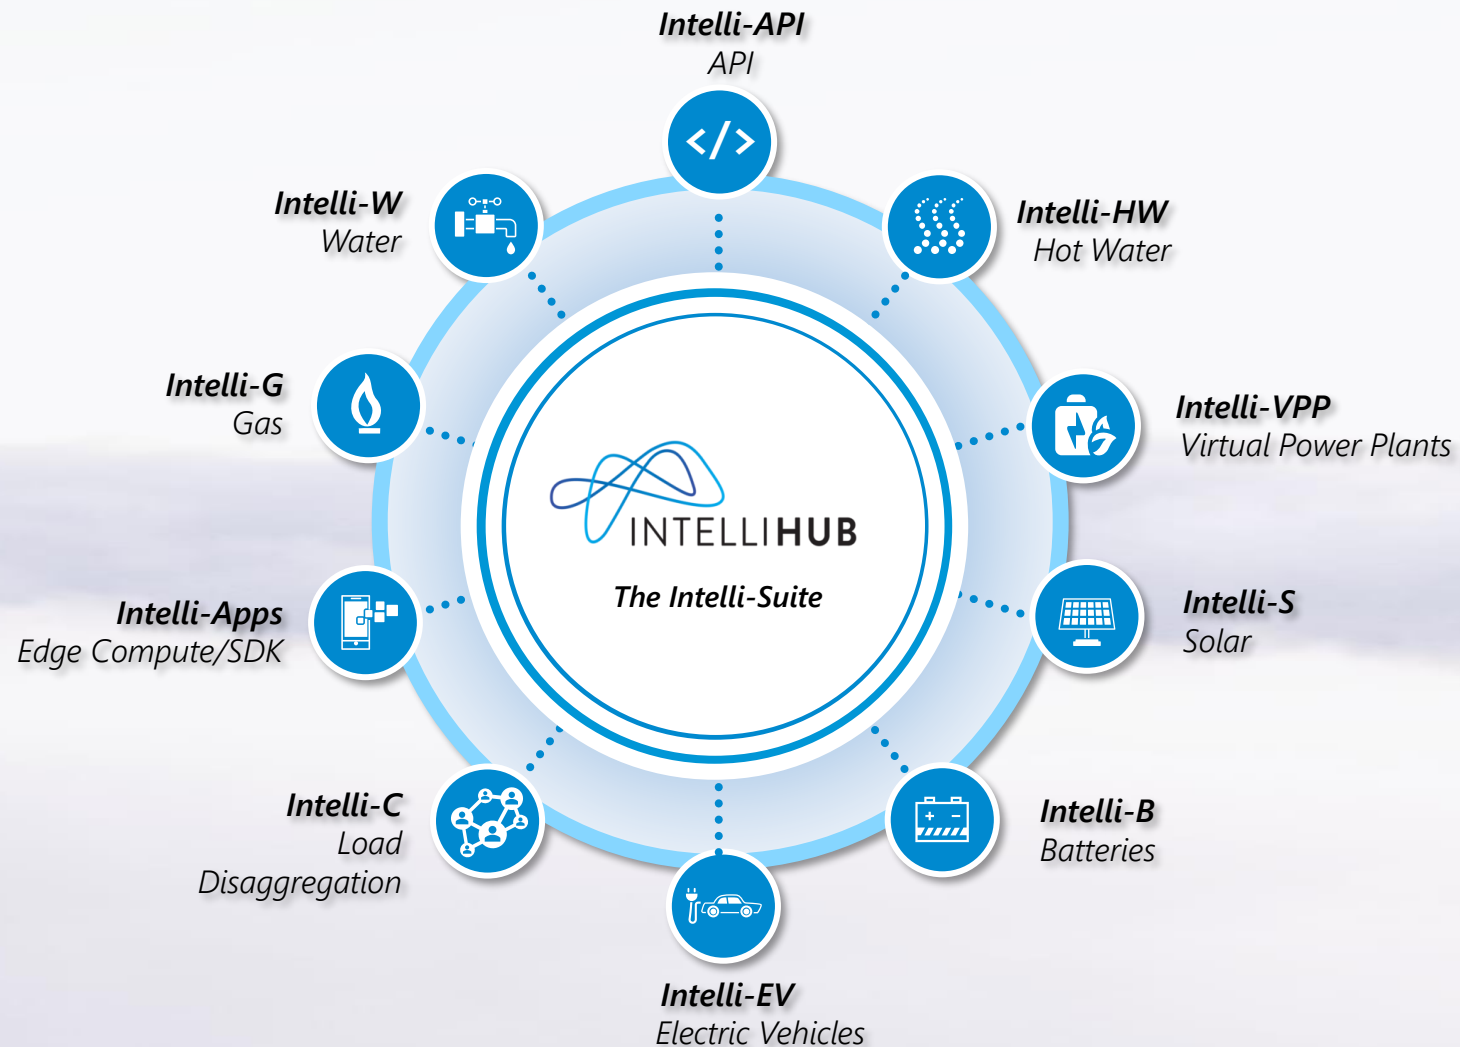 Intelli-API
API
Intelli-W
Water
Intelli-HW
Hot Water
Intelli-G
Gas
Intelli-VPP
Virtual Power Plants
INTELLIHUB
The Intelli-Suite
Intelli-Apps
Edge Compute/SDK
Intelli-S
Solar
Intelli-C
Load
Disaggregation
Intelli-B
Batteries
Intelli-EV
Electric Vehicles